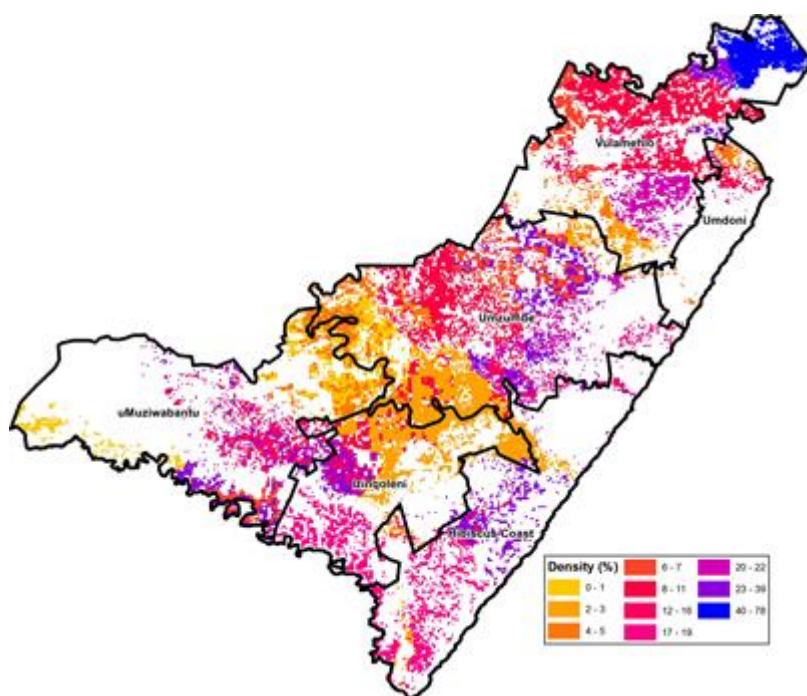 Vulamehlo
Umdoni
Umzumbe
uMuziwabantu
Ezinqoleni
Hibiscus Coast
Density (%)
0 - 1
2 - 3
4 - 5
6 - 7
8 - 11
12 - 16
17 - 19
20 - 22
23 - 39
40 - 78